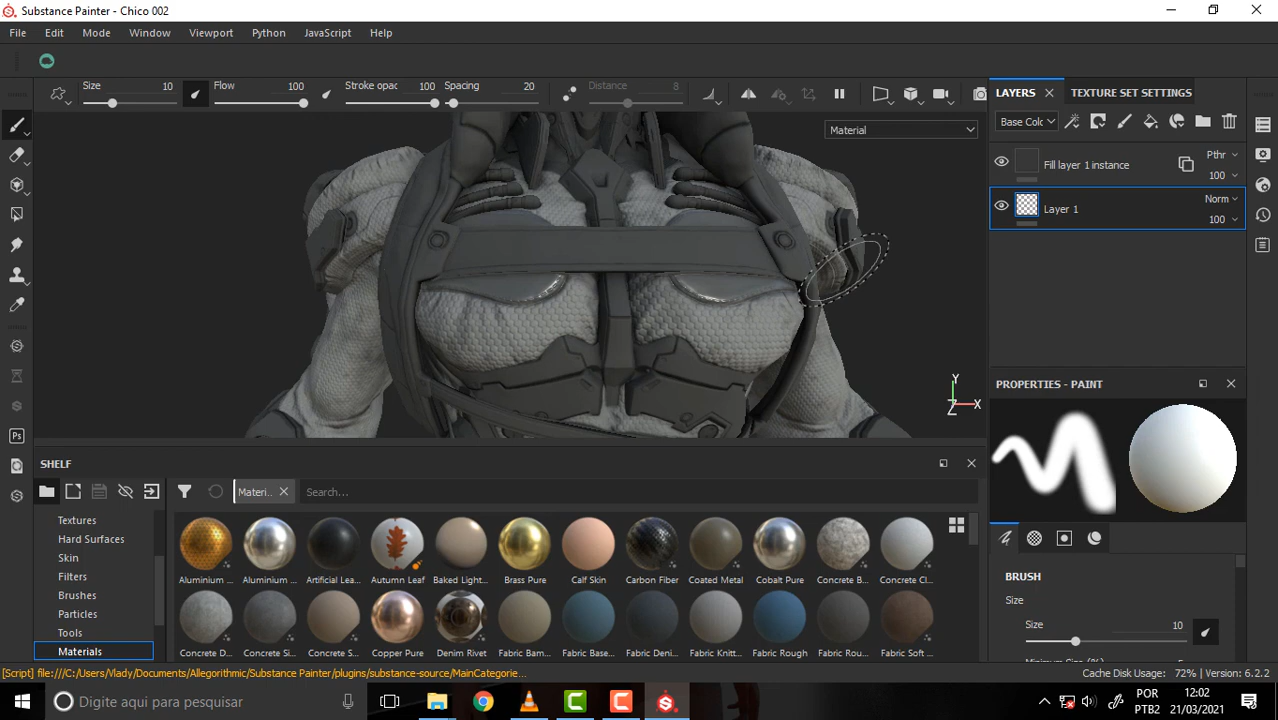 Substance Painter - Chico 002
File Edit Mode Window Viewport Python JavaScript Help
Size 10 Flow 100 Stroke opac 100 Spacing 20 Distance 8
Material
LAYERS TEXTURE SET SETTINGS
Base Colo
Fill layer 1 instance Pthr 100
Layer 1 Norm 100
Y
X
Z
PROPERTIES - PAINT
SHELF
Materi.. Search...
Textures
Hard Surfaces
Skin
Filters
Brushes
Particles
Tools
Materials
Aluminium ... Aluminium ... Artificial Lea... Autumn Leaf Baked Light... Brass Pure Calf Skin Carbon Fiber Coated Metal Cobalt Pure Concrete B... Concrete Cl...
Concrete D... Concrete Si... Concrete S... Copper Pure Denim Rivet Fabric Bam... Fabric Base... Fabric Deni... Fabric Knitt... Fabric Rough Fabric Rou... Fabric Soft ...
BRUSH
Size
Size 10
Minimum Size (%) 5
[Script] file:///C:/Users/Vlady/Documents/Allegorithmic/Substance Painter/plugins/substance-source/MainCategorie...
Cache Disk Usage: 72% | Version: 6.2.2
Digite aqui para pesquisar
Ps
POR
PTB2
12:02
21/03/2021